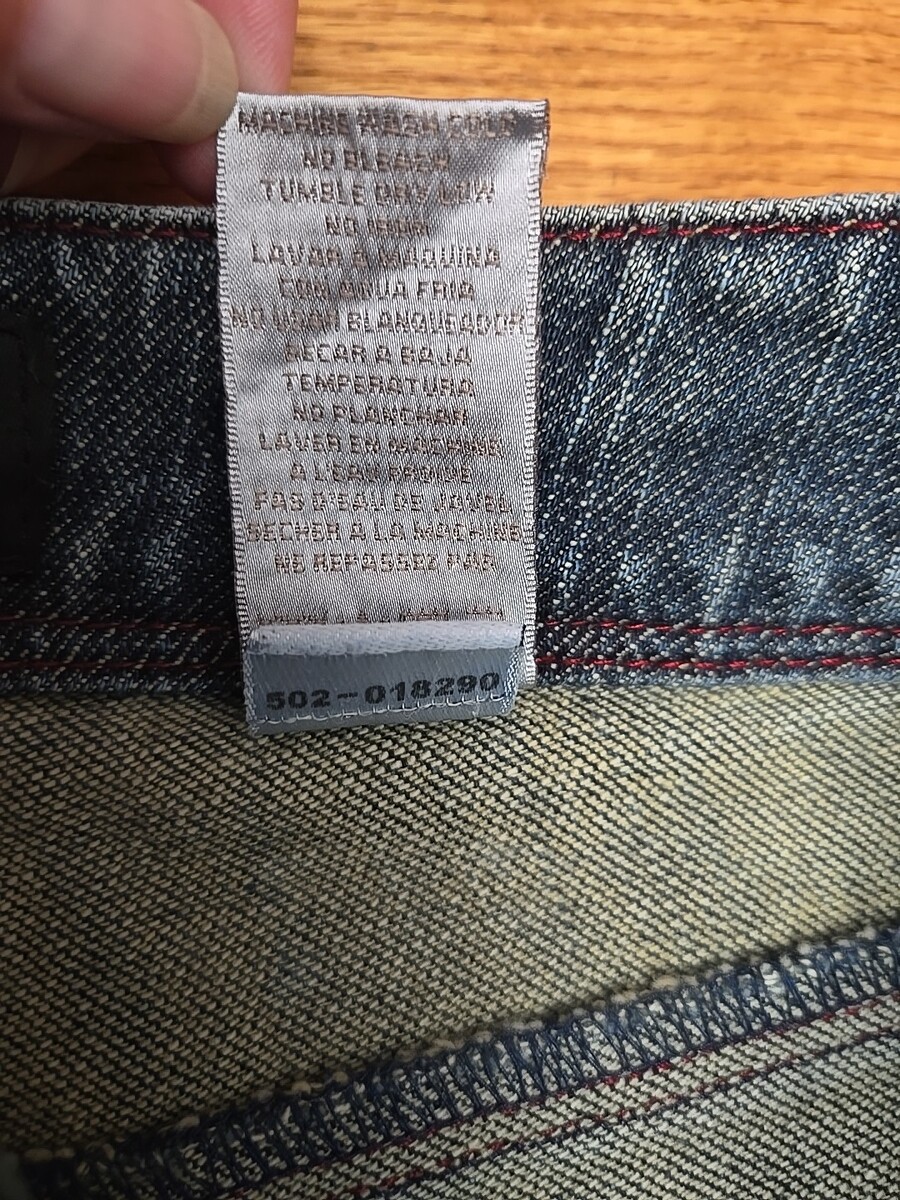 MACHINE WASH COLD
NO BLEACH
TUMBLE DRY LOW
NO IRON
LAVAR A MAQUINA
CON AGUA FRIA
NO USAR BLANQUEADOR
SECAR A BAJA
TEMPERATURA
NO PLANCHAR
LAVER EN MACHINE
A L'EAU FROIDE
PAS D'EAU DE JAVEL
SECHER A LA MACHINE
NE REPASSEZ PAS
502-018290